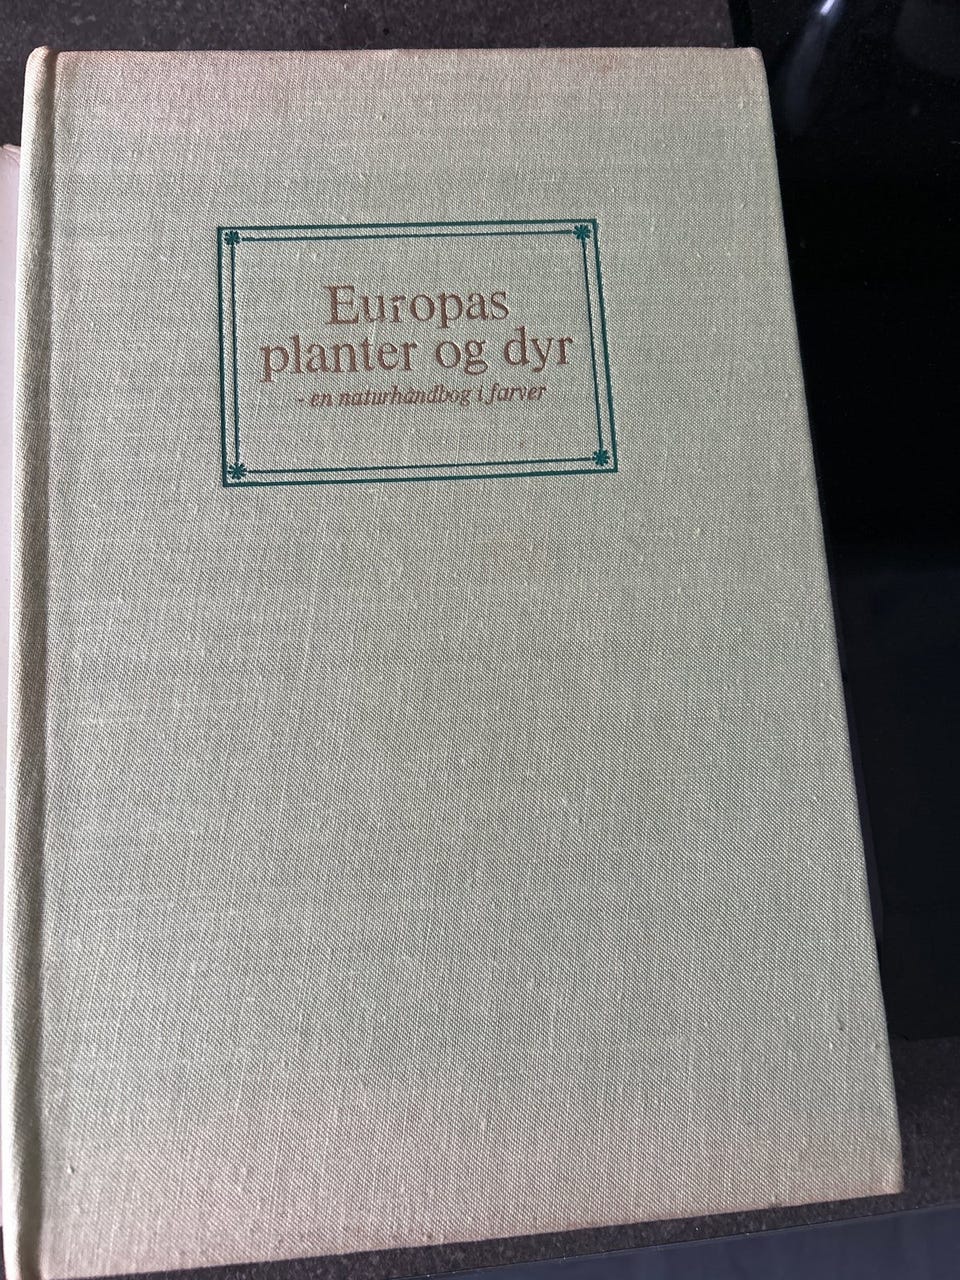 Europas
planter og dyr
- en naturhåndbog i farver